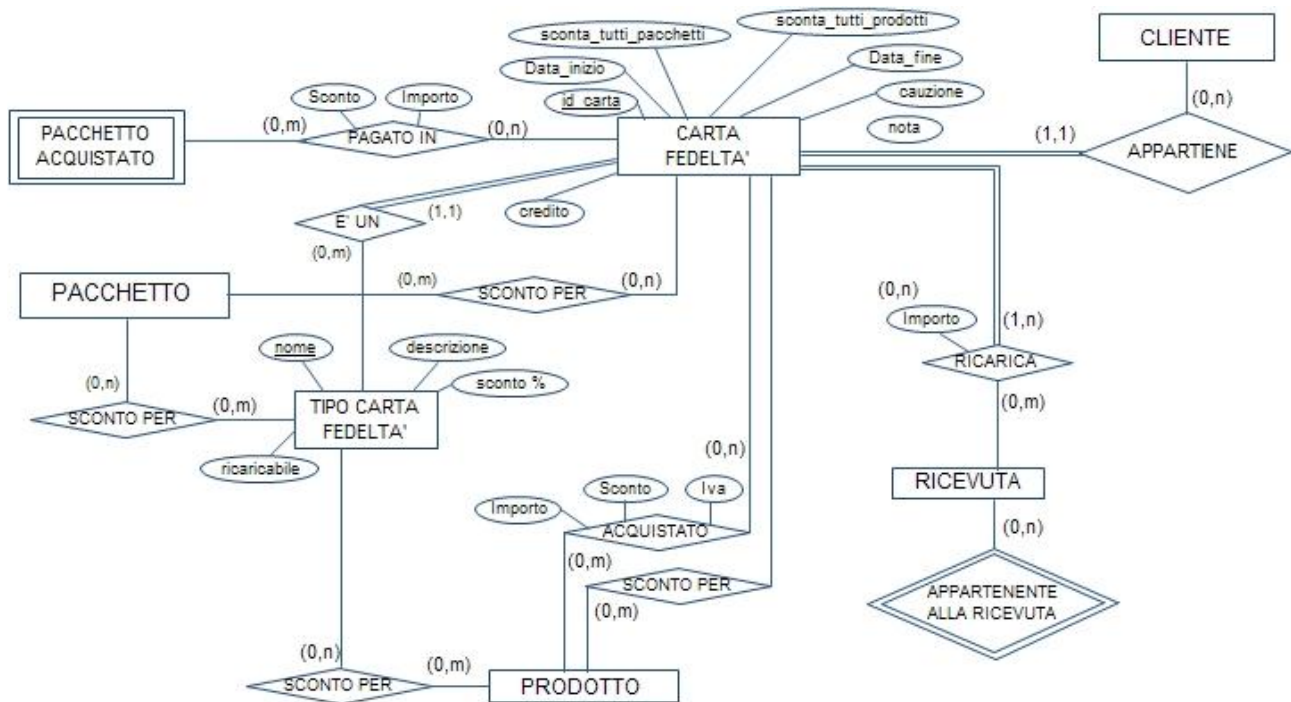 sconta_tutti_prodotti
sconta_tutti_pacchetti
CLIENTE
Data_inizio
Data_fine
Sconto
Importo
id_carta
cauzione
(0,n)
PACCHETTO
ACQUISTATO
(0,m)
PAGATO IN
(0,n)
CARTA
FEDELTA'
nota
(1,1)
APPARTIENE
E' UN
(1,1)
credito
(0,m)
PACCHETTO
(0,m)
SCONTO PER
(0,n)
(0,n)
Importo
(1,n)
RICARICA
nome
descrizione
sconto %
(0,n)
SCONTO PER
(0,m)
TIPO CARTA
FEDELTA'
(0,m)
ricaricabile
(0,n)
RICEVUTA
Sconto
Iva
Importo
ACQUISTATO
(0,n)
(0,m)
SCONTO PER
(0,m)
APPARTENENTE
ALLA RICEVUTA
(0,n)
(0,m)
SCONTO PER
PRODOTTO